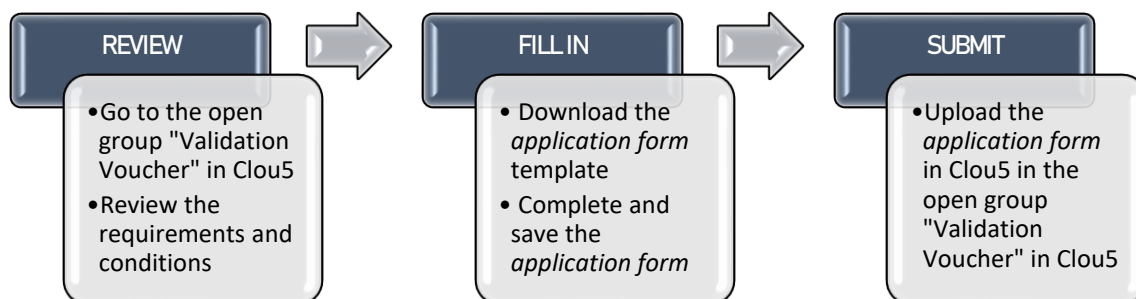 REVIEW
•Go to the open
group "Validation
Voucher" in Clou5
•Review the
requirements and
conditions
FILL IN
• Download the
application form
template
• Complete and
save the
application form
SUBMIT
•Upload the
application form
in Clou5 in the
open group
"Validation
Voucher" in Clou5